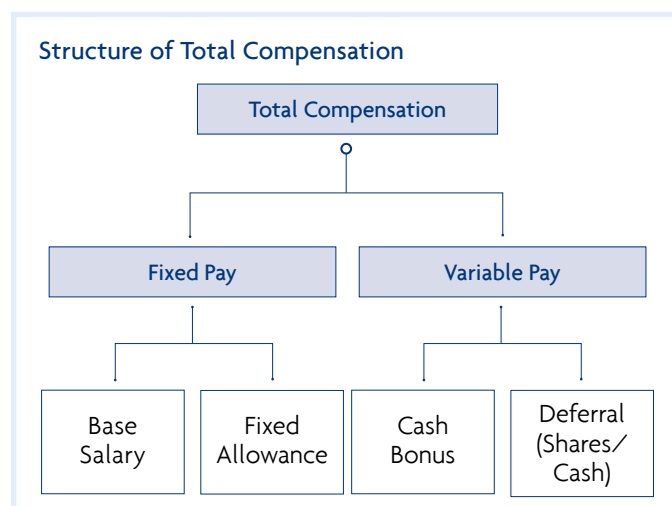 Structure of Total Compensation
Total Compensation
Fixed Pay
Variable Pay
Base
Salary
Fixed
Allowance
Cash
Bonus
Deferral
(Shares/
Cash)